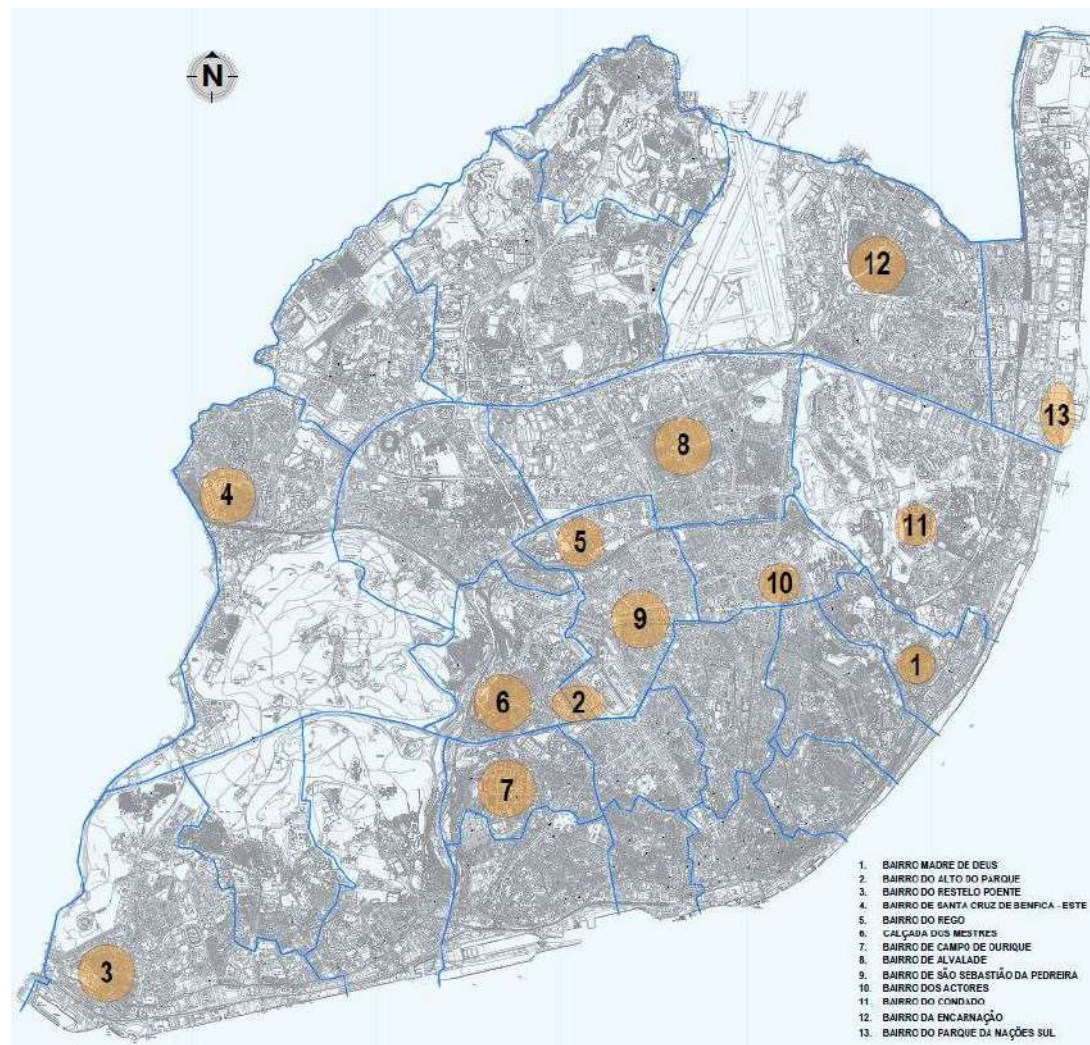 N
12
13
8
4
11
5
10
9
1
6
2
7
3
1. BAIRRO MADRE DE DEUS
2. BAIRRO DO ALTO DO PARQUE
3. BAIRRO DO RESTELO POENTE
4. BAIRRO DE SANTA CRUZ DE BENFICA - ESTE
5. BAIRRO DO REGO
6. CALÇADA DOS MESTRES
7. BAIRRO DE CAMPO DE OURIQUE
8. BAIRRO DE ALVALADE
9. BAIRRO DE SÃO SEBASTIÃO DA PEDREIRA
10. BAIRRO DOS ACTORES
11. BAIRRO DO CONDADO
12. BAIRRO DA ENCARNAÇÃO
13. BAIRRO DO PARQUE DA NAÇÕES SUL